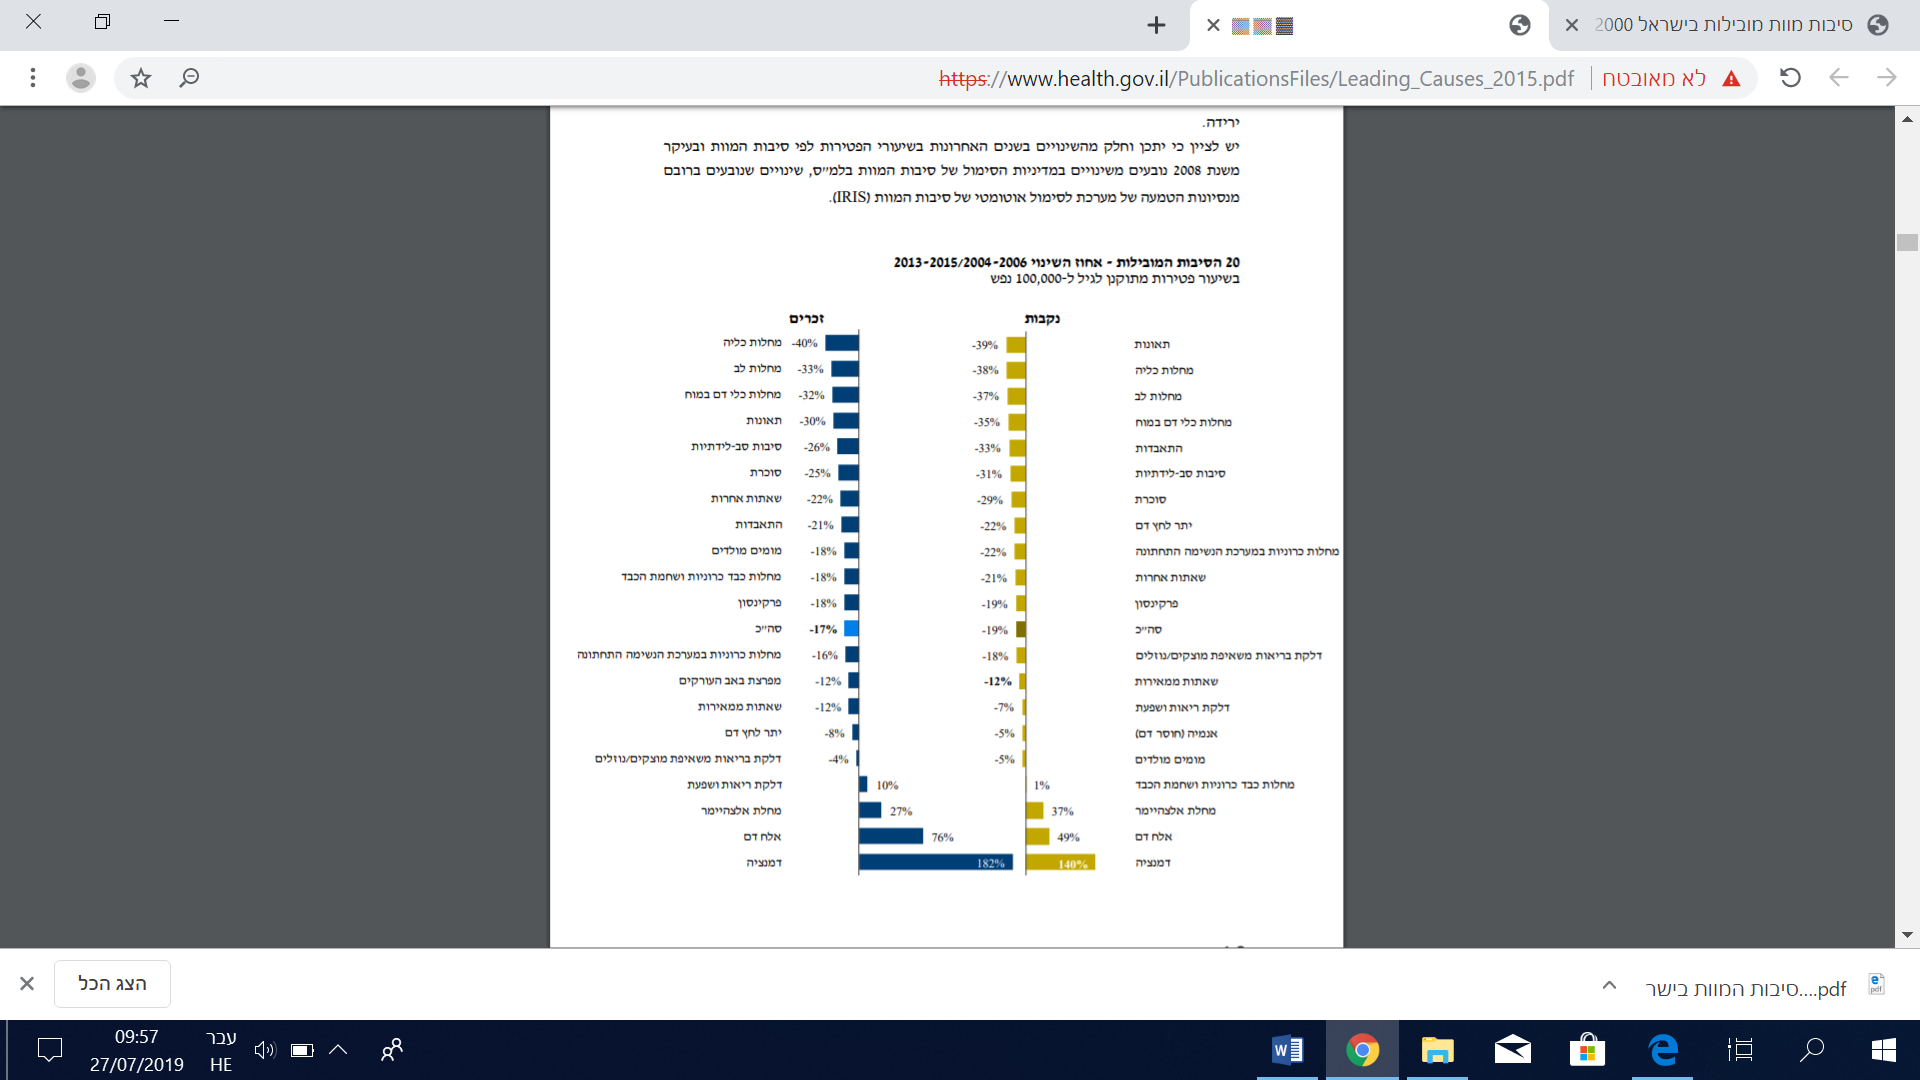 סיבות מוות מובילות בישראל 2000
לא מאובטח
https://www.health.gov.il/PublicationsFiles/Leading_Causes_2015.pdf
ירידה.
יש לציין כי יתכן וחלק מהשינויים בשנים האחרונות בשיעורי הפטירות לפי סיבות המוות ובעיקר
משנת 2008 נובעים משינויים במדיניות הסימול של סיבות המוות בלמ״ס, שינויים שנובעים ברובם
מנסיונות הטמעה של מערכת לסימול אוטומטי של סיבות המוות (IRIS).
20 הסיבות המובילות - אחוז השינוי 2013-2015/2004-2006
בשיעור פטירות מתוקנן לגיל ל-100,000 נפש
נקבות
תאונות -39%
מחלות כליה -38%
מחלות לב -37%
מחלות כלי דם במוח -35%
התאבדות -33%
סיבות סב-לידתיות -31%
סוכרת -29%
יתר לחץ דם -22%
מחלות כרוניות במערכת הנשימה התחתונה -22%
שאתות אחרות -21%
פרקינסון -19%
סה״כ -19%
דלקת בריאות משאיפת מוצקים/נוזלים -18%
שאתות ממאירות -12%
דלקת ריאות ושפעת -7%
אנמיה (חוסר דם) -5%
מומים מולדים -5%
מחלות כבד כרוניות ושחמת הכבד 1%
מחלת אלצהיימר 37%
אלח דם 49%
דמנציה 140%
זכרים
מחלות כליה -40%
מחלות לב -33%
מחלות כלי דם במוח -32%
תאונות -30%
סיבות סב-לידתיות -26%
סוכרת -25%
שאתות אחרות -22%
התאבדות -21%
מומים מולדים -18%
מחלות כבד כרוניות ושחמת הכבד -18%
פרקינסון -18%
סה״כ -17%
מחלות כרוניות במערכת הנשימה התחתונה -16%
מפרצת באב העורקים -12%
שאתות ממאירות -12%
יתר לחץ דם -8%
דלקת בריאות משאיפת מוצקים/נוזלים -4%
דלקת ריאות ושפעת 10%
מחלת אלצהיימר 27%
אלח דם 76%
דמנציה 182%
סיבות המוות בישר....pdf
הצג הכל
עבר
HE
09:57
27/07/2019